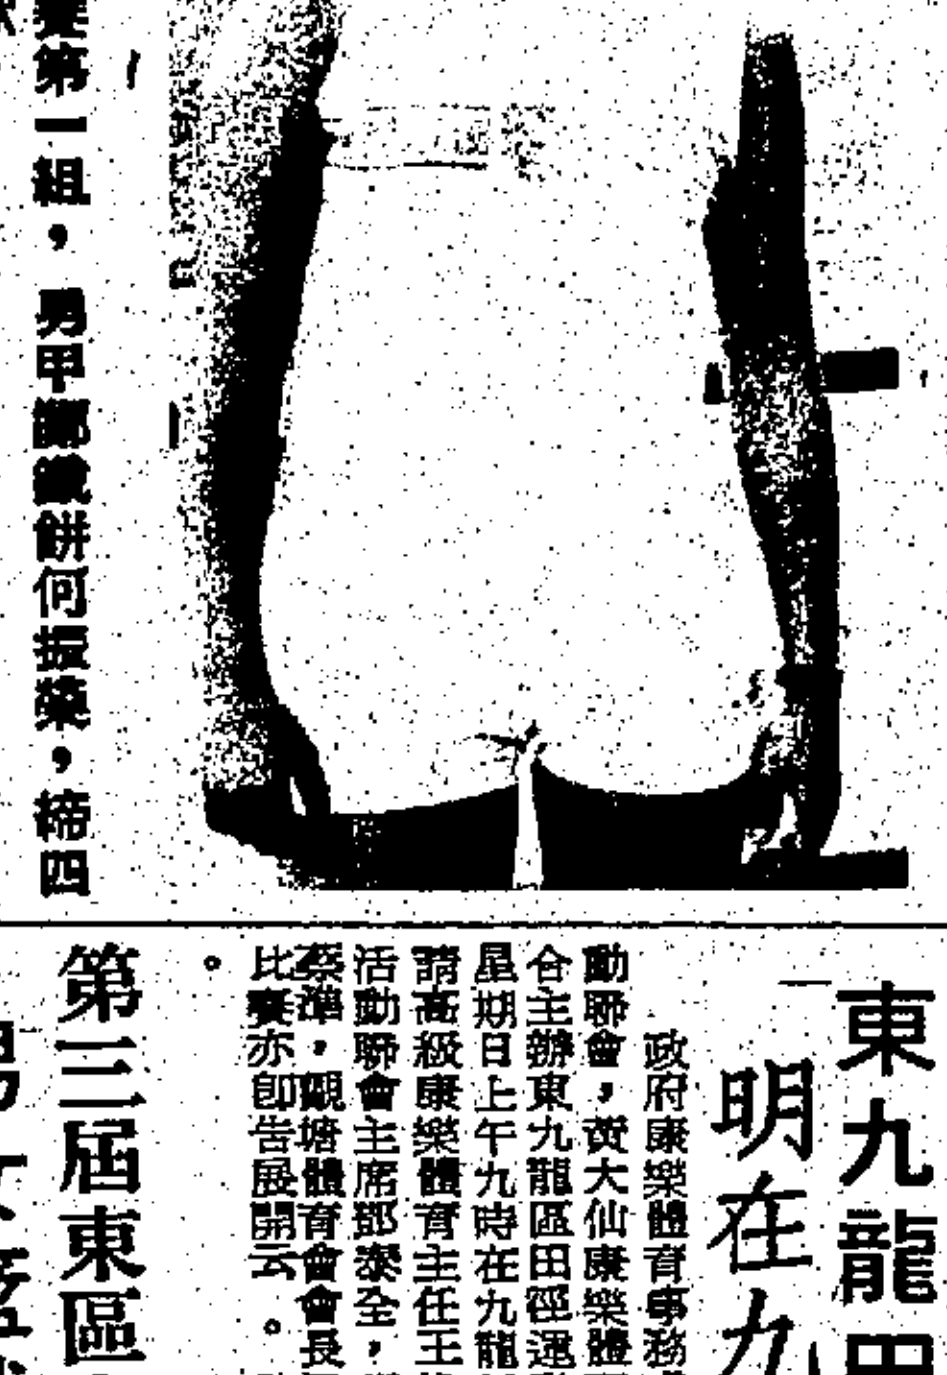 第一組，男甲擲鐵餅何振榮，締四
東九龍田
明在九
政府康樂體育事務
動聯會，黃大仙康樂體
合主辦東九龍區田徑運
星期日上午九時在九龍
請高級康樂體育主任王
活動聯會主席鄧泰全，
蔡準，觀塘體育會會長
比賽亦卽告展開云。
。
第三屆東區